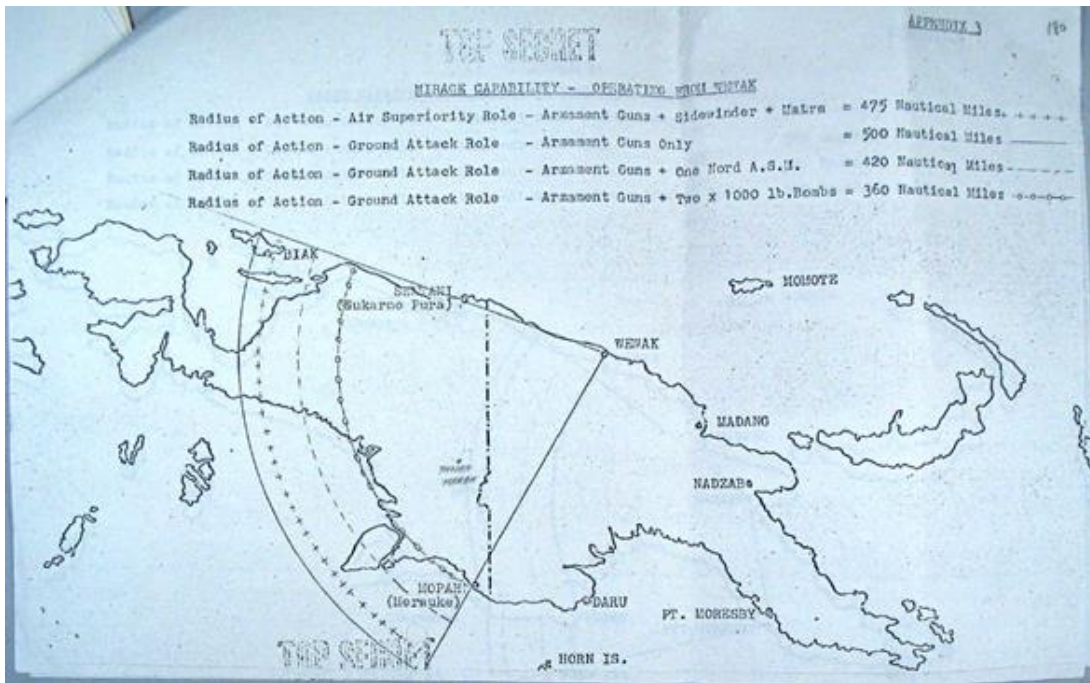 APPENDIX 3
180
TOP SECRET
MIRAGE CAPABILITY - OPERATING FROM WEWAK
Radius of Action - Air Superiority Role - Armament Guns + Sidewinder + Matra = 475 Nautical Miles.
Radius of Action - Ground Attack Role - Armament Guns Only = 500 Nautical Miles
Radius of Action - Ground Attack Role - Armament Guns + One Nord A.S.M. = 420 Nautical Miles
Radius of Action - Ground Attack Role - Armament Guns + Two x 1000 lb.Bombs = 360 Nautical Miles
BIAK
MOMOTE
(Sukarno Pura)
WEWAK
MADANG
NADZAB
MOPAH
(Merauke)
DARU
PT. MORESBY
TOP SECRET
HORN IS.